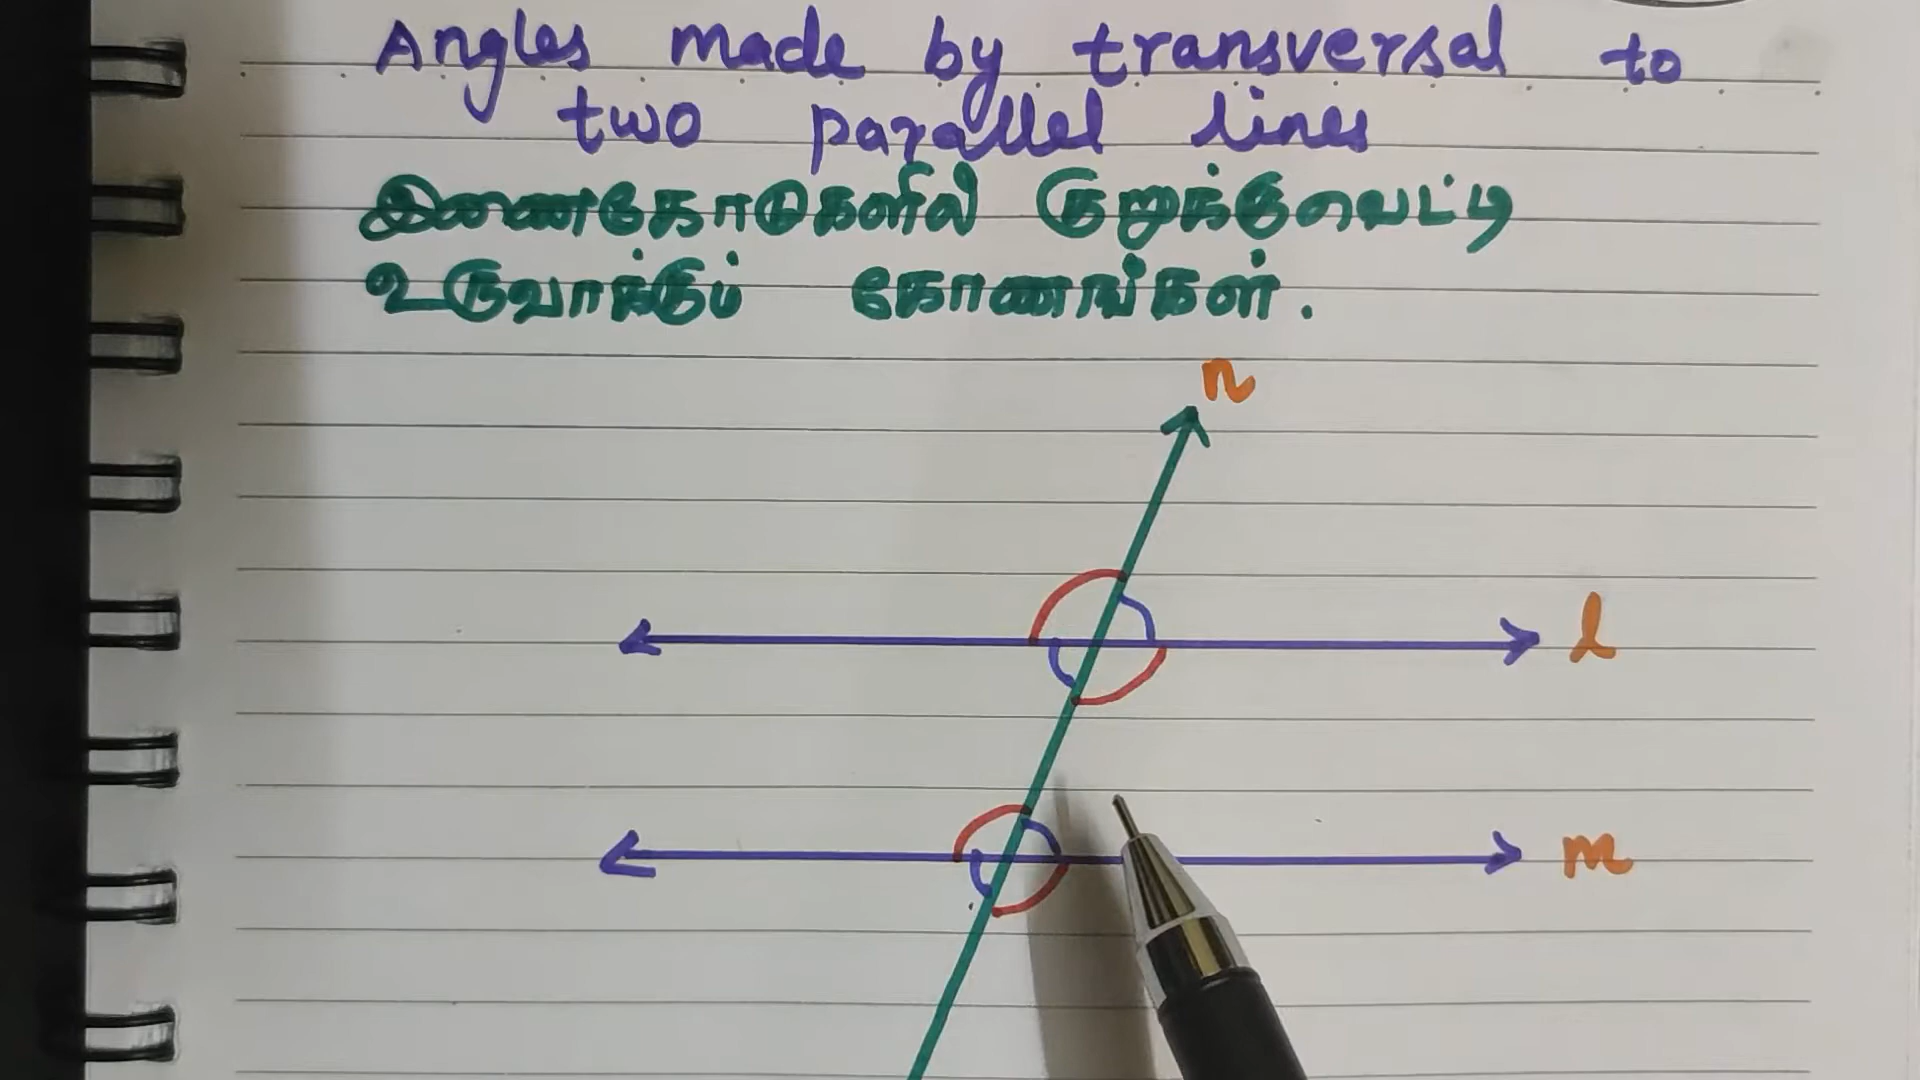 Angles made by transversal to
two parallel lines
இணைகோடுகளில் குறுக்குவெட்டி
உருவாக்கும் கோணங்கள்.
n
l
m